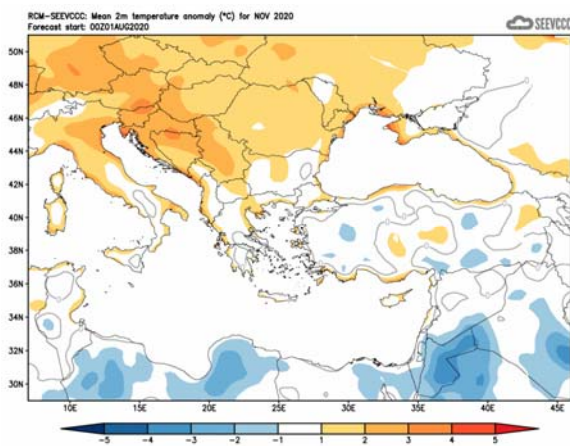 RCM-SEEVCCC: Mean 2m temperature anomaly (°C) for NOV 2020
Forecast start: 00Z01AUG2020
SEEVCCC
50N
48N
46N
44N
42N
40N
38N
36N
34N
32N
30N
10E 15E 20E 25E 30E 35E 40E 45E
-5 -4 -3 -2 -1 1 2 3 4 5